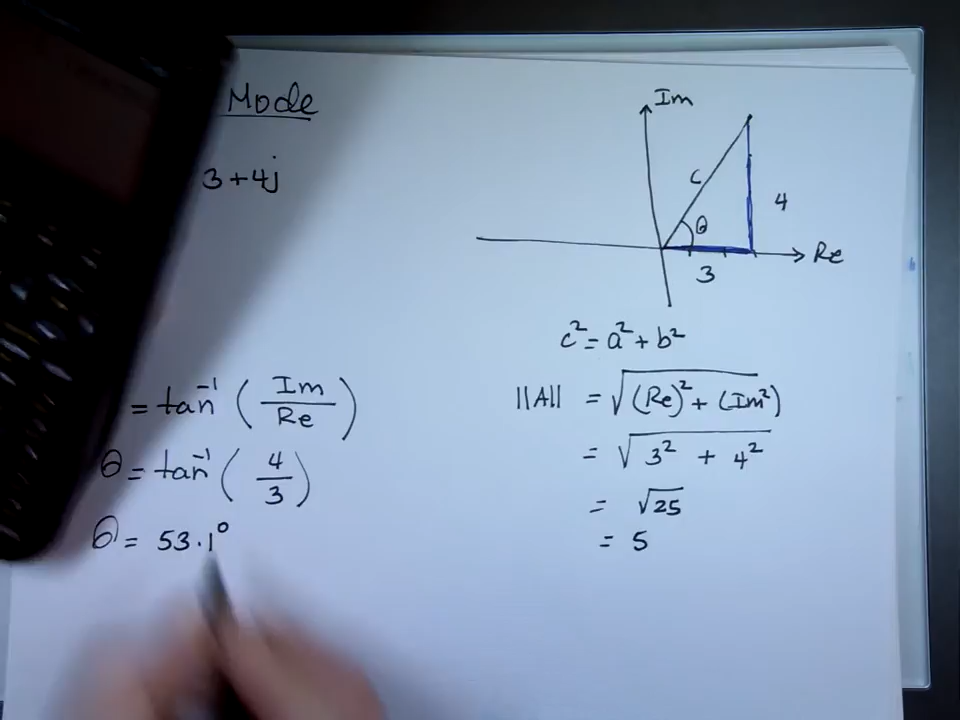 Mode
3+4j
= tan⁻¹ (Im/Re)
θ = tan⁻¹ (4/3)
θ = 53.1°
Im
c
θ
4
Re
3
c² = a² + b²
||A|| = √(Re)² + (Im²)
= √3² + 4²
= √25
= 5